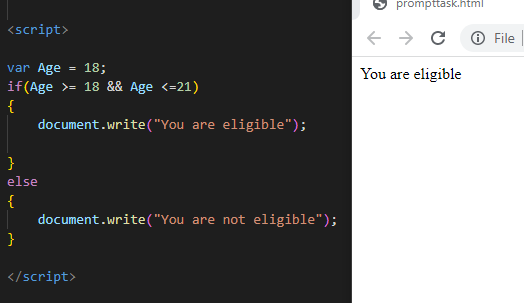 <script>
var Age = 18;
if(Age >= 18 && Age <=21)
{
    document.write("You are eligible");
}
else
{
    document.write("You are not eligible");
}
</script>
prompttask.html
File
You are eligible